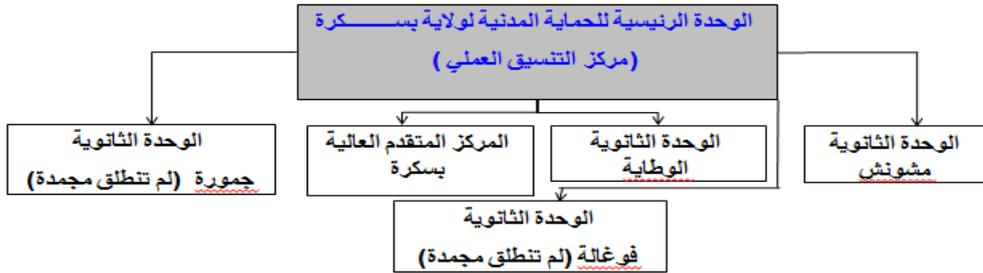 الوحدة الرئيسية للحماية المدنية لولاية بســـــكرة
(مركز التنسيق العملي )
الوحدة الثانوية
مشونش
الوحدة الثانوية
الوطاية
المركز المتقدم العالية
بسكرة
الوحدة الثانوية
جمورة (لم تنطلق مجمدة)
الوحدة الثانوية
فوغالة (لم تنطلق مجمدة)